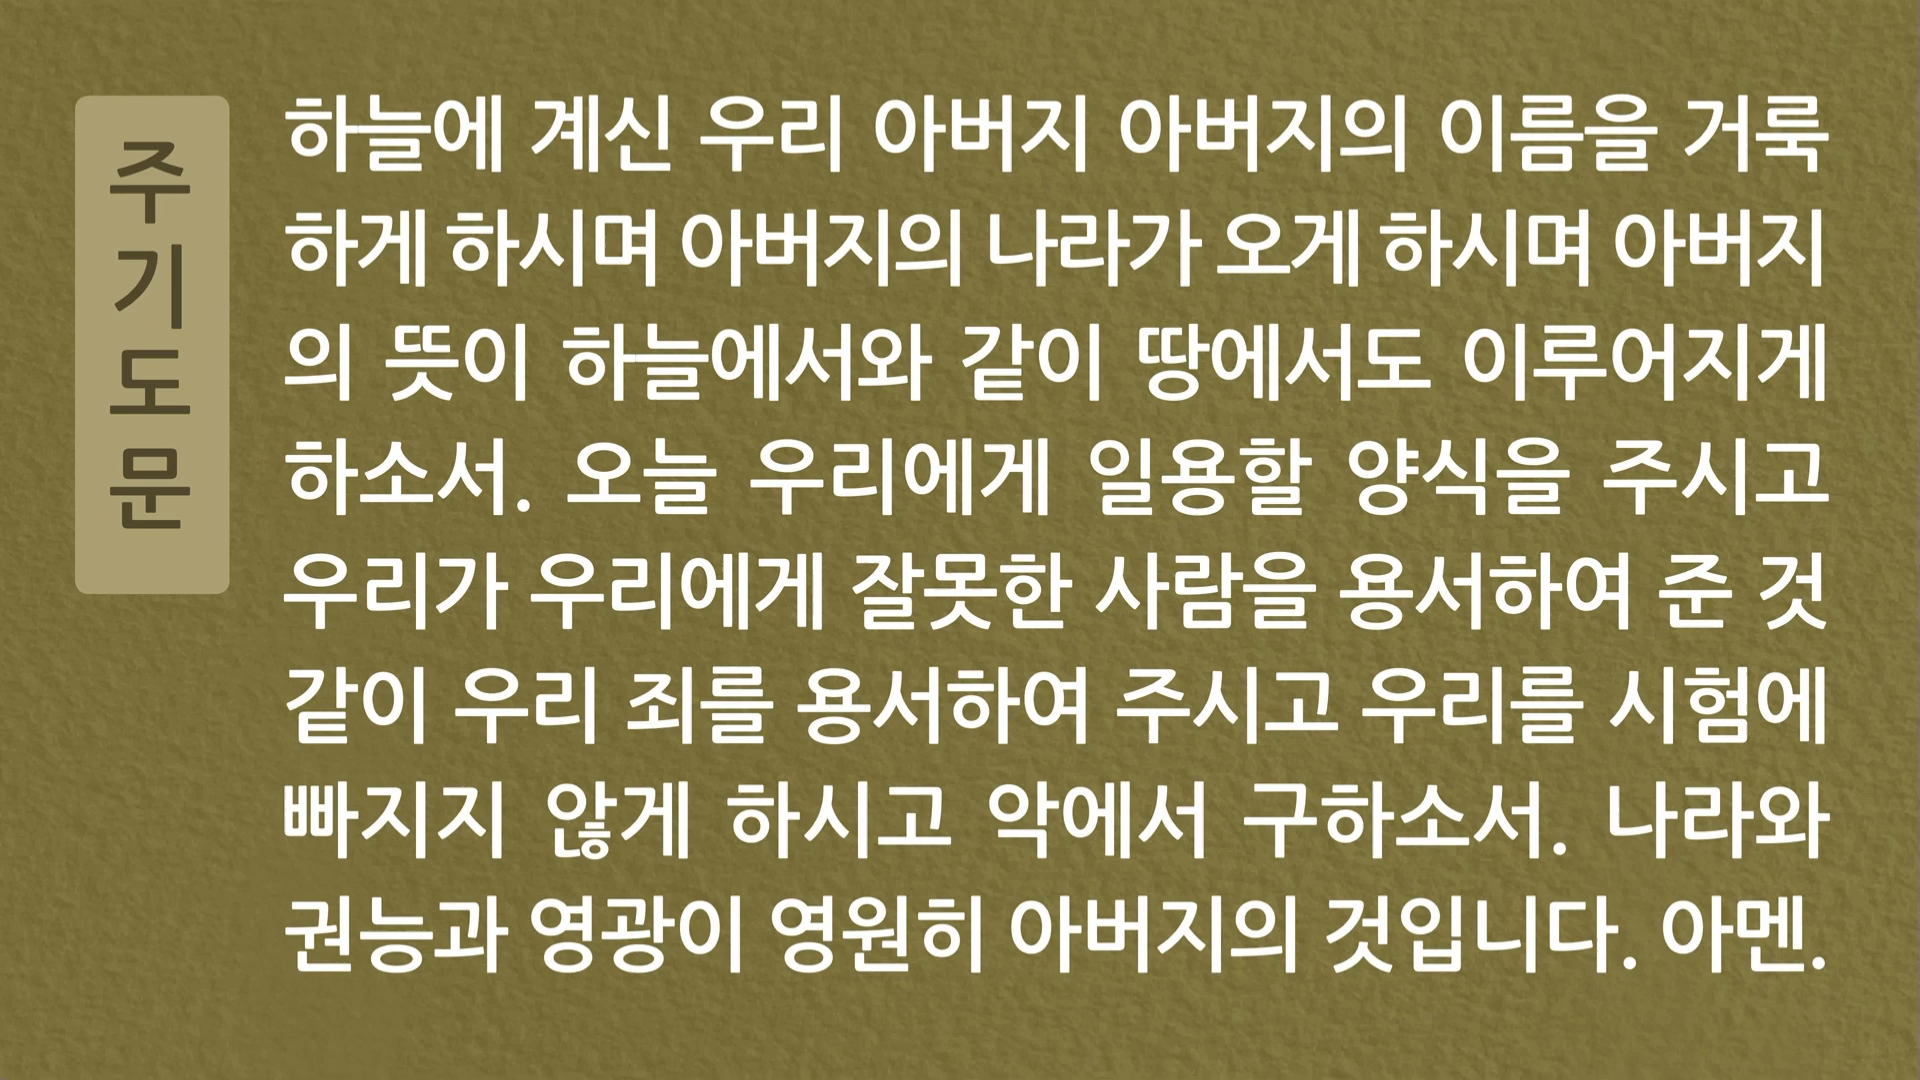 주기도문
하늘에 계신 우리 아버지 아버지의 이름을 거룩
하게 하시며 아버지의 나라가 오게 하시며 아버지
의 뜻이 하늘에서와 같이 땅에서도 이루어지게
하소서. 오늘 우리에게 일용할 양식을 주시고
우리가 우리에게 잘못한 사람을 용서하여 준 것
같이 우리 죄를 용서하여 주시고 우리를 시험에
빠지지 않게 하시고 악에서 구하소서. 나라와
권능과 영광이 영원히 아버지의 것입니다. 아멘.